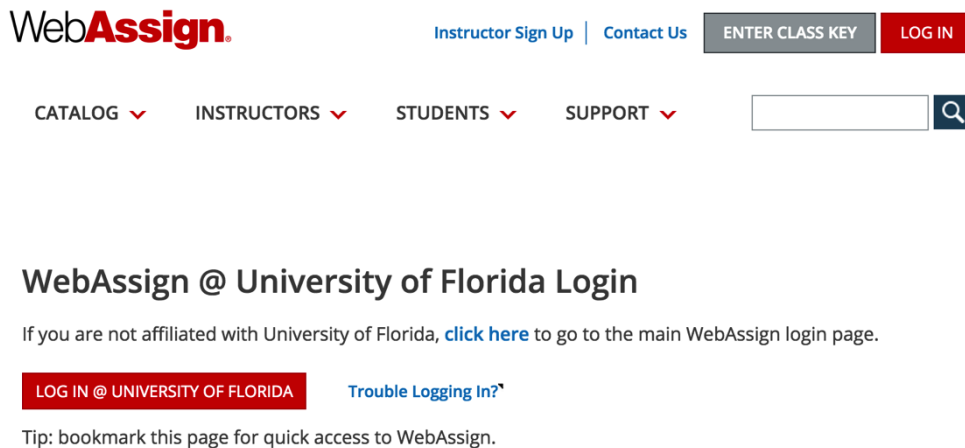 WebAssign®
Instructor Sign Up | Contact Us ENTER CLASS KEY LOG IN
CATALOG INSTRUCTORS STUDENTS SUPPORT
WebAssign @ University of Florida Login
If you are not affiliated with University of Florida, click here to go to the main WebAssign login page.
LOG IN @ UNIVERSITY OF FLORIDA Trouble Logging In?
Tip: bookmark this page for quick access to WebAssign.